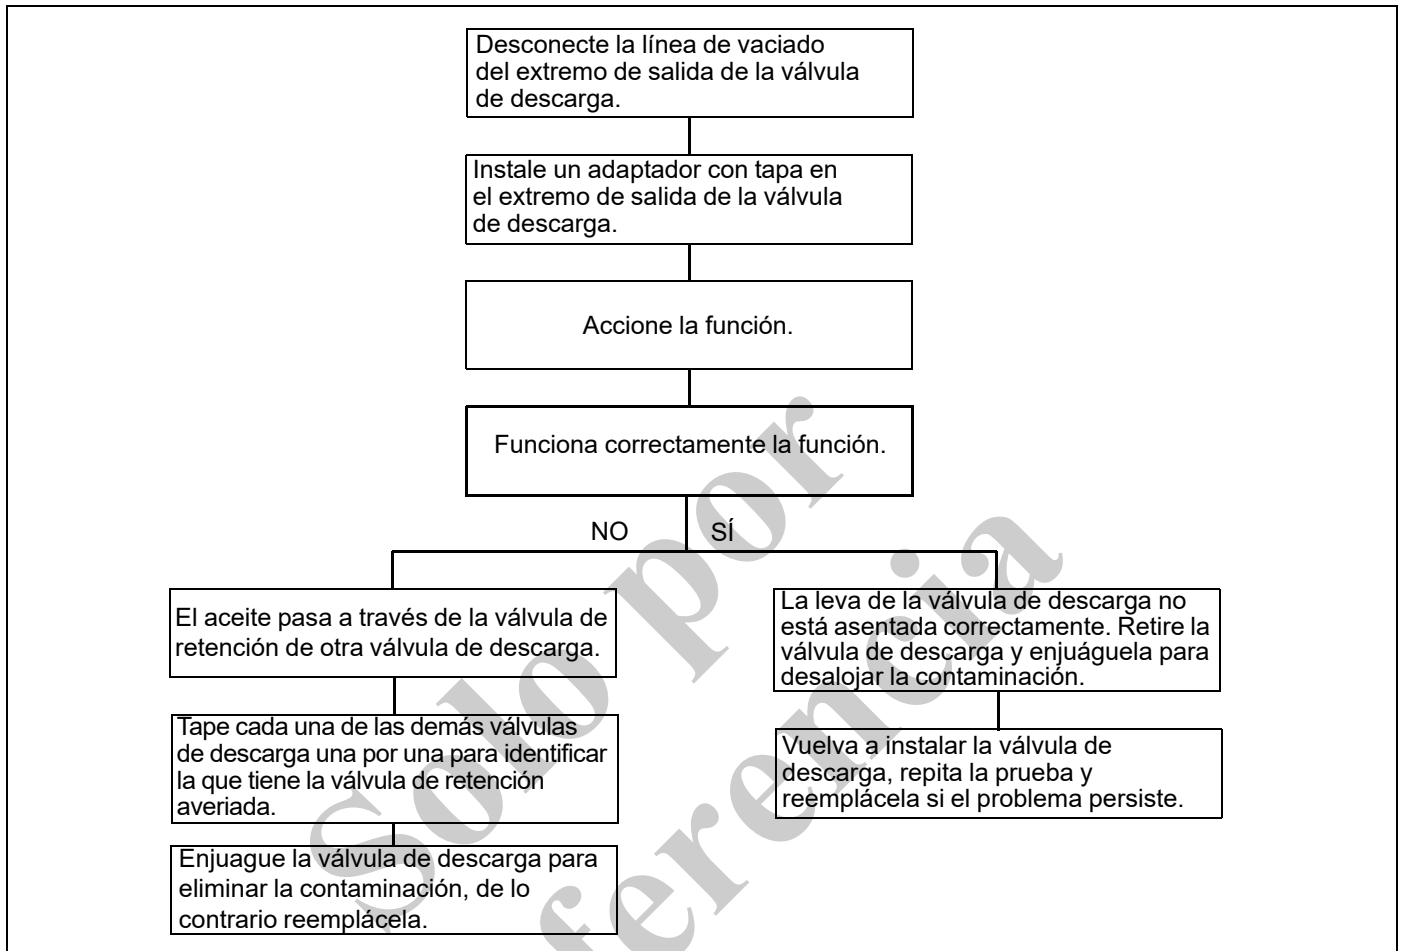 Desconecte la línea de vaciado
del extremo de salida de la válvula
de descarga.
Instale un adaptador con tapa en
el extremo de salida de la válvula
de descarga.
Accione la función.
Funciona correctamente la función.
NO
SÍ
El aceite pasa a través de la válvula de
retención de otra válvula de descarga.
Tape cada una de las demás válvulas
de descarga una por una para identificar
la que tiene la válvula de retención
averiada.
Enjuague la válvula de descarga para
eliminar la contaminación, de lo
contrario reemplácela.
La leva de la válvula de descarga no
está asentada correctamente. Retire la
válvula de descarga y enjuáguela para
desalojar la contaminación.
Vuelva a instalar la válvula de
descarga, repita la prueba y
reemplácela si el problema persiste.
Solo por
ferencia